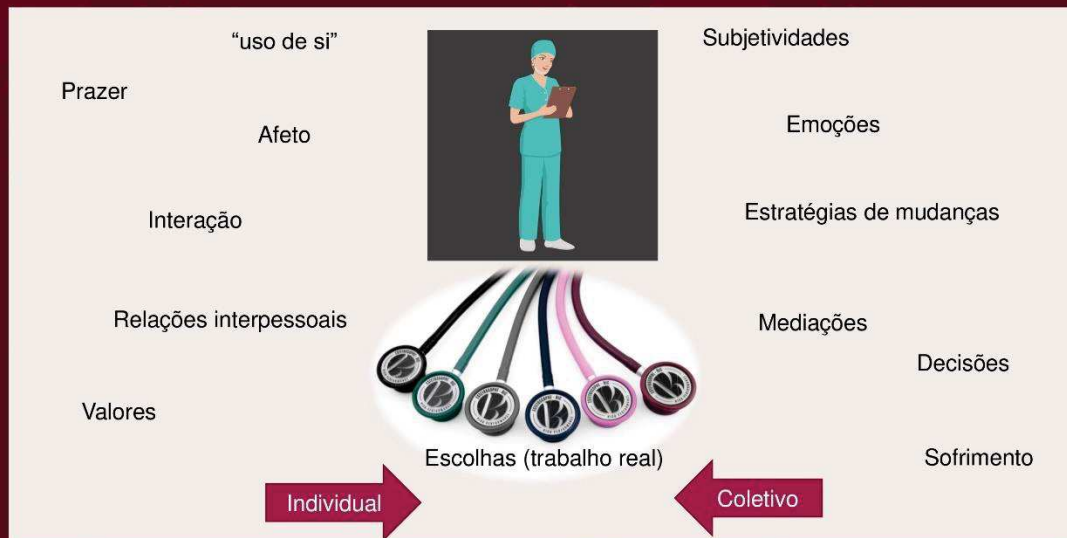 “uso de si”
Subjetividades
Prazer
Emoções
Afeto
Interação
Estratégias de mudanças
Relações interpessoais
Mediações
Decisões
Valores
Escolhas (trabalho real)
Sofrimento
Individual
Coletivo